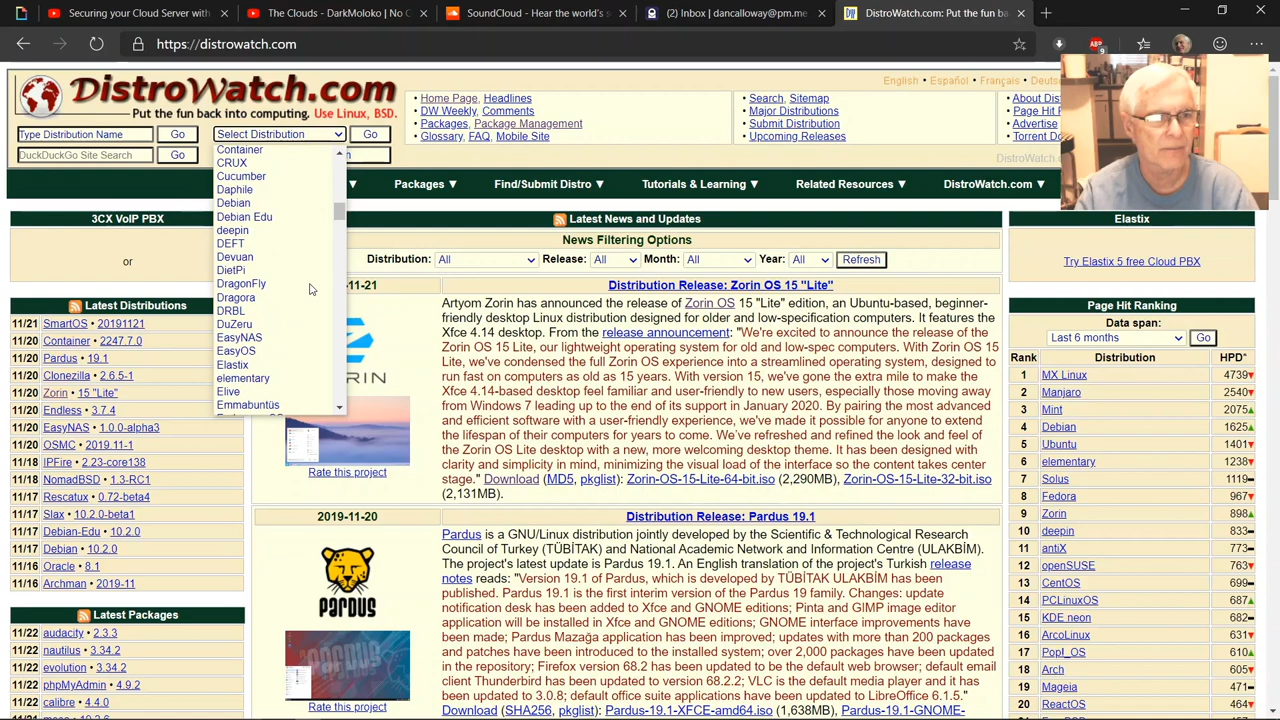 Securing your Cloud Server with
The Clouds - DarkMoloko | No C
SoundCloud - Hear the world's s
(2) Inbox | dancalloway@pm.me
DistroWatch.com: Put the fun ba
https://distrowatch.com
DISTROWATCH.COM
Put the fun back into computing. Use Linux, BSD.
Type Distribution Name
Go
Select Distribution
Go
DuckDuckGo Site Search
Go
• Home Page, Headlines
• DW Weekly, Comments
• Packages, Package Management
• Glossary, FAQ, Mobile Site
• Search, Sitemap
• Major Distributions
• Submit Distribution
• Upcoming Releases
English • Español • Français • Deuts
• About Dis
• Page Hit
• Advertise
• Torrent Do
DistroWatch
Packages ▼
Find/Submit Distro ▼
Tutorials & Learning ▼
Related Resources ▼
DistroWatch.com ▼
Container
CRUX
Cucumber
Daphile
Debian
Debian Edu
deepin
DEFT
Devuan
DietPi
DragonFly
Dragora
DRBL
DuZeru
EasyNAS
EasyOS
Elastix
elementary
Elive
Emmabuntüs
3CX VoIP PBX
or
Latest Distributions
11/21 SmartOS • 20191121
11/20 Container • 2247.7.0
11/20 Pardus • 19.1
11/20 Clonezilla • 2.6.5-1
11/20 Zorin • 15 "Lite"
11/20 Endless • 3.7.4
11/20 EasyNAS • 1.0.0-alpha3
11/20 OSMC • 2019.11-1
11/18 IPFire • 2.23-core138
11/18 NomadBSD • 1.3-RC1
11/17 Rescatux • 0.72-beta4
11/17 Slax • 10.2.0-beta1
11/17 Debian-Edu • 10.2.0
11/17 Debian • 10.2.0
11/16 Oracle • 8.1
11/16 Archman • 2019-11
Latest Packages
11/22 audacity • 2.3.3
11/22 nautilus • 3.34.2
11/22 evolution • 3.34.2
11/22 phpMyAdmin • 4.9.2
11/22 calibre • 4.4.0
Latest News and Updates
News Filtering Options
Distribution: All Release: All Month: All Year: All Refresh
-11-21
Distribution Release: Zorin OS 15 "Lite"
RIN
Artyom Zorin has announced the release of Zorin OS 15 "Lite" edition, an Ubuntu-based, beginner-
friendly desktop Linux distribution designed for older and low-specification computers. It features the
Xfce 4.14 desktop. From the release announcement: "We're excited to announce the release of the
Zorin OS 15 Lite, our lightweight operating system for old and low-spec computers. With Zorin OS 15
Lite, we've condensed the full Zorin OS experience into a streamlined operating system, designed to
run fast on computers as old as 15 years. With version 15, we've gone the extra mile to make the
XFCE 4.14-based desktop experience more advanced and user-friendly to new users, especially those moving away
from Windows 7 leading up to the end of its support in January 2020. By pairing the most advanced
and efficient software with a user-friendly experience, we've made it possible for anyone to extend
the lifespan of their computers for years to come. We've refreshed and refined the look and feel of
the Zorin OS Lite desktop with a new, more welcoming desktop theme. It has been designed with
clarity and simplicity in mind, minimizing the visual load of the interface so the content takes center
stage." Download (MD5, pkglist): Zorin-OS-15-Lite-64-bit.iso (2,290MB), Zorin-OS-15-Lite-32-bit.iso
(2,131MB).
Rate this project
2019-11-20
Distribution Release: Pardus 19.1
PARDUS
Pardus is a GNU/Linux distribution jointly developed by the Scientific & Technological Research
Council of Turkey (TÜBİTAK) and National Academic Network and Information Centre (ULAKBİM).
The project's latest update is Pardus 19.1. An English translation of the project's Turkish release
notes reads: "Version 19.1 of Pardus, which is developed by TÜBİTAK ULAKBİM has been
published. Pardus 19.1 is the first interim version of the Pardus 19 family. Changes: update
notification desk has been added to Xfce and GNOME editions; Pinta and GIMP image editor
application will be installed in Xfce and GNOME editions; GNOME interface improvements have
been made; Pardus Mazağa application has been improved; updates with more than 200 packages
and patches have been introduced to the installed system; over 2,000 packages have been updated
in the repository; Firefox version 68.2 has been updated to be the default web browser; default email
client Thunderbird has been updated to version 68.2.2; VLC is the default media player and it has
been updated to 3.0.8; default office suite applications have been updated to LibreOffice 6.1.5."
Download (SHA256, pkglist): Pardus-19.1-XFCE-amd64.iso (1,638MB), Pardus-19.1-GNOME-
Rate this project
Elastix
Try Elastix 5 free Cloud PBX
Page Hit Ranking
Data span:
Last 6 months Go
Rank Distribution HPD*
1 MX Linux 4739
2 Manjaro 2540
3 Mint 2075
4 Debian 1625
5 Ubuntu 1401
6 elementary 1238
7 Solus 1119
8 Fedora 967
9 Zorin 898
10 deepin 833
11 antiX 773
12 openSUSE 763
13 CentOS 699
14 PCLinuxOS 687
15 KDE neon 682
16 ArcoLinux 631
17 Pop!_OS 610
18 Arch 605
19 Mageia 471
20 ReactOS 464